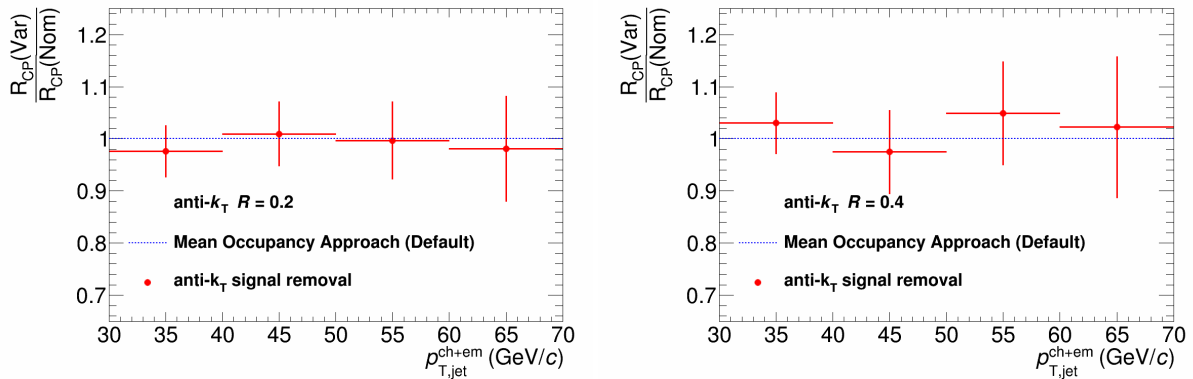 R_CP(Var)
R_CP(Nom)
1.2
1.1
1
0.9
0.8
0.7
anti-k_T R = 0.2
Mean Occupancy Approach (Default)
anti-k_T signal removal
30 35 40 45 50 55 60 65 70
p_T,jet^ch+em (GeV/c)
R_CP(Var)
R_CP(Nom)
1.2
1.1
1
0.9
0.8
0.7
anti-k_T R = 0.4
Mean Occupancy Approach (Default)
anti-k_T signal removal
30 35 40 45 50 55 60 65 70
p_T,jet^ch+em (GeV/c)